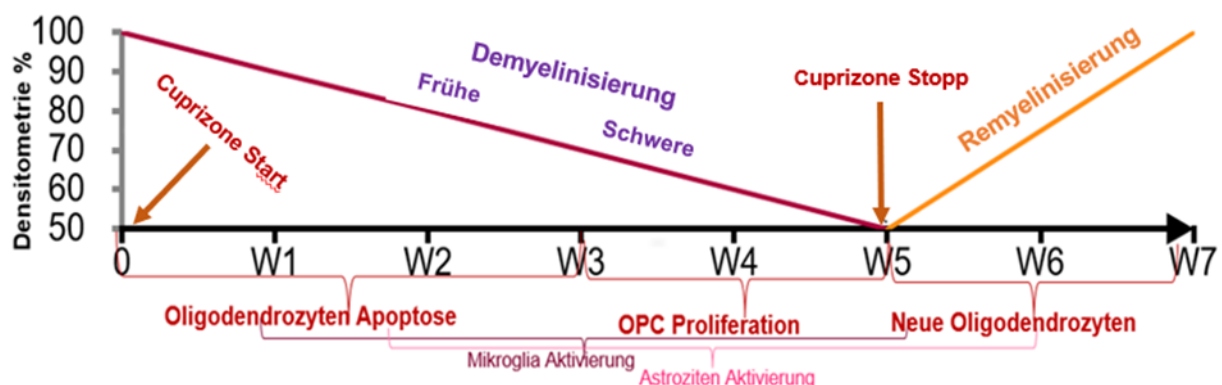 Densitometrie %
100
90
80
70
60
50
Cuprizone Start
Demyelinisierung
Frühe
Schwere
Cuprizone Stopp
Remyelinisierung
0 W1 W2 W3 W4 W5 W6 W7
Oligodendrozyten Apoptose
OPC Proliferation
Neue Oligodendrozyten
Mikroglia Aktivierung
Astroziten Aktivierung